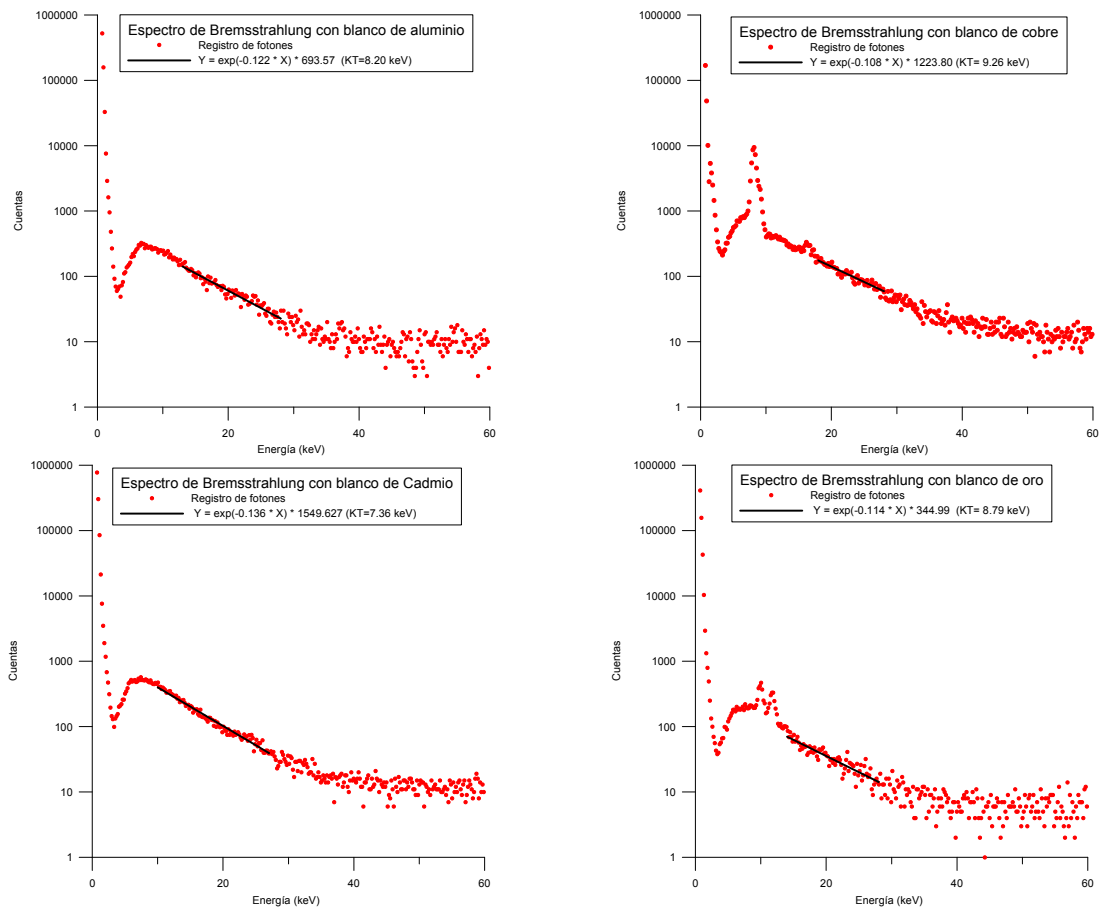 Espectro de Bremsstrahlung con blanco de aluminio
Registro de fotones
Y = exp(-0.122 * X) * 693.57 (KT=8.20 keV)
1000000
100000
10000
1000
100
10
1
Cuentas
0
20
40
60
Energía (keV)
Espectro de Bremsstrahlung con blanco de cobre
Registro de fotones
Y = exp(-0.108 * X) * 1223.80 (KT= 9.26 keV)
1000000
100000
10000
1000
100
10
1
Cuentas
0
20
40
60
Energía (keV)
Espectro de Bremsstrahlung con blanco de Cadmio
Registro de fotones
Y = exp(-0.136 * X) * 1549.627 (KT=7.36 keV)
1000000
100000
10000
1000
100
10
1
Cuentas
0
20
40
60
Energía (keV)
Espectro de Bremsstrahlung con blanco de oro
Registro de fotones
Y = exp(-0.114 * X) * 344.99 (KT= 8.79 keV)
1000000
100000
10000
1000
100
10
1
Cuentas
0
20
40
60
Energía (keV)